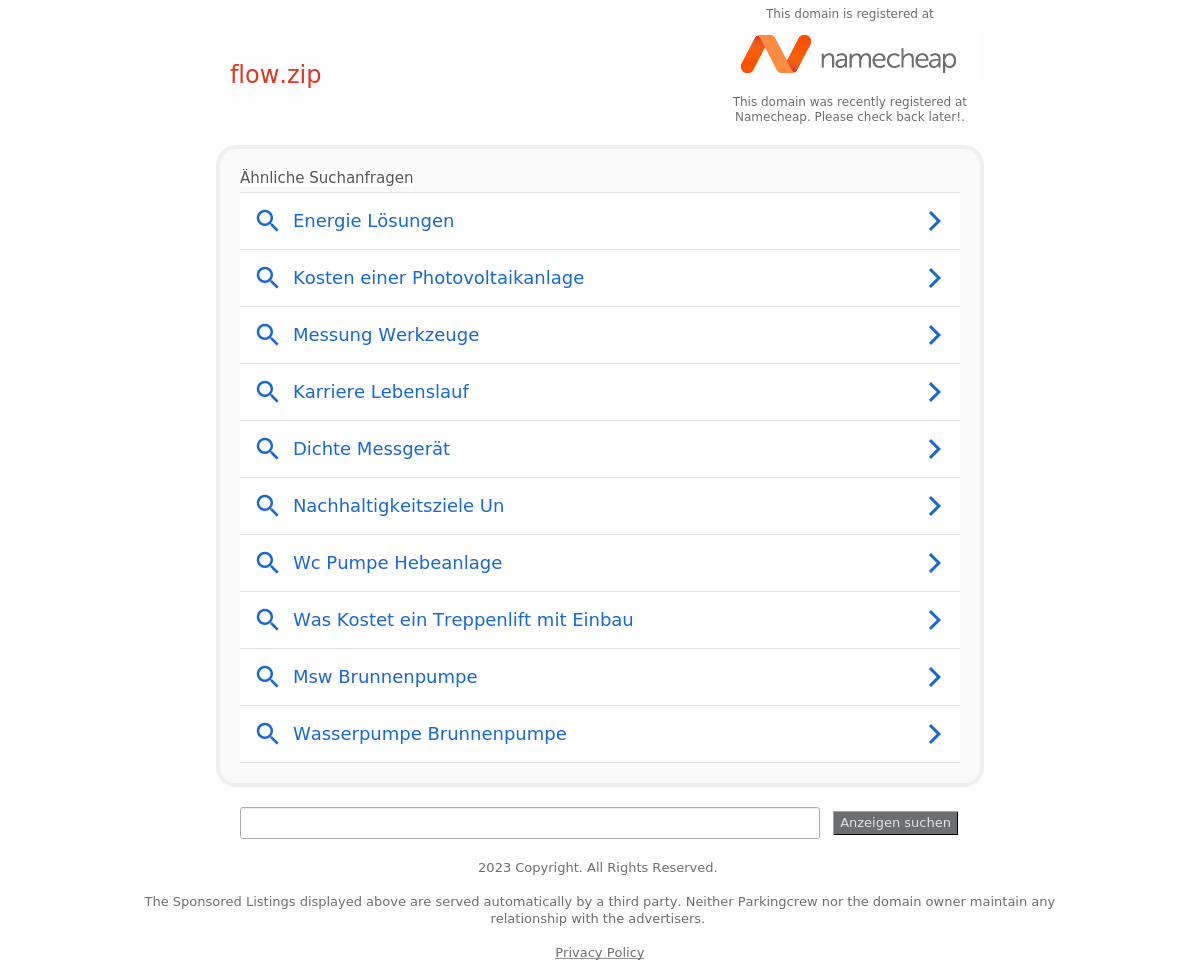 This domain is registered at
flow.zip
namecheap
This domain was recently registered at
Namecheap. Please check back later!.
Ähnliche Suchanfragen
Energie Lösungen
Kosten einer Photovoltaikanlage
Messung Werkzeuge
Karriere Lebenslauf
Dichte Messgerät
Nachhaltigkeitsziele Un
Wc Pumpe Hebeanlage
Was Kostet ein Treppenlift mit Einbau
Msw Brunnenpumpe
Wasserpumpe Brunnenpumpe
Anzeigen suchen
2023 Copyright. All Rights Reserved.
The Sponsored Listings displayed above are served automatically by a third party. Neither Parkingcrew nor the domain owner maintain any
relationship with the advertisers.
Privacy Policy